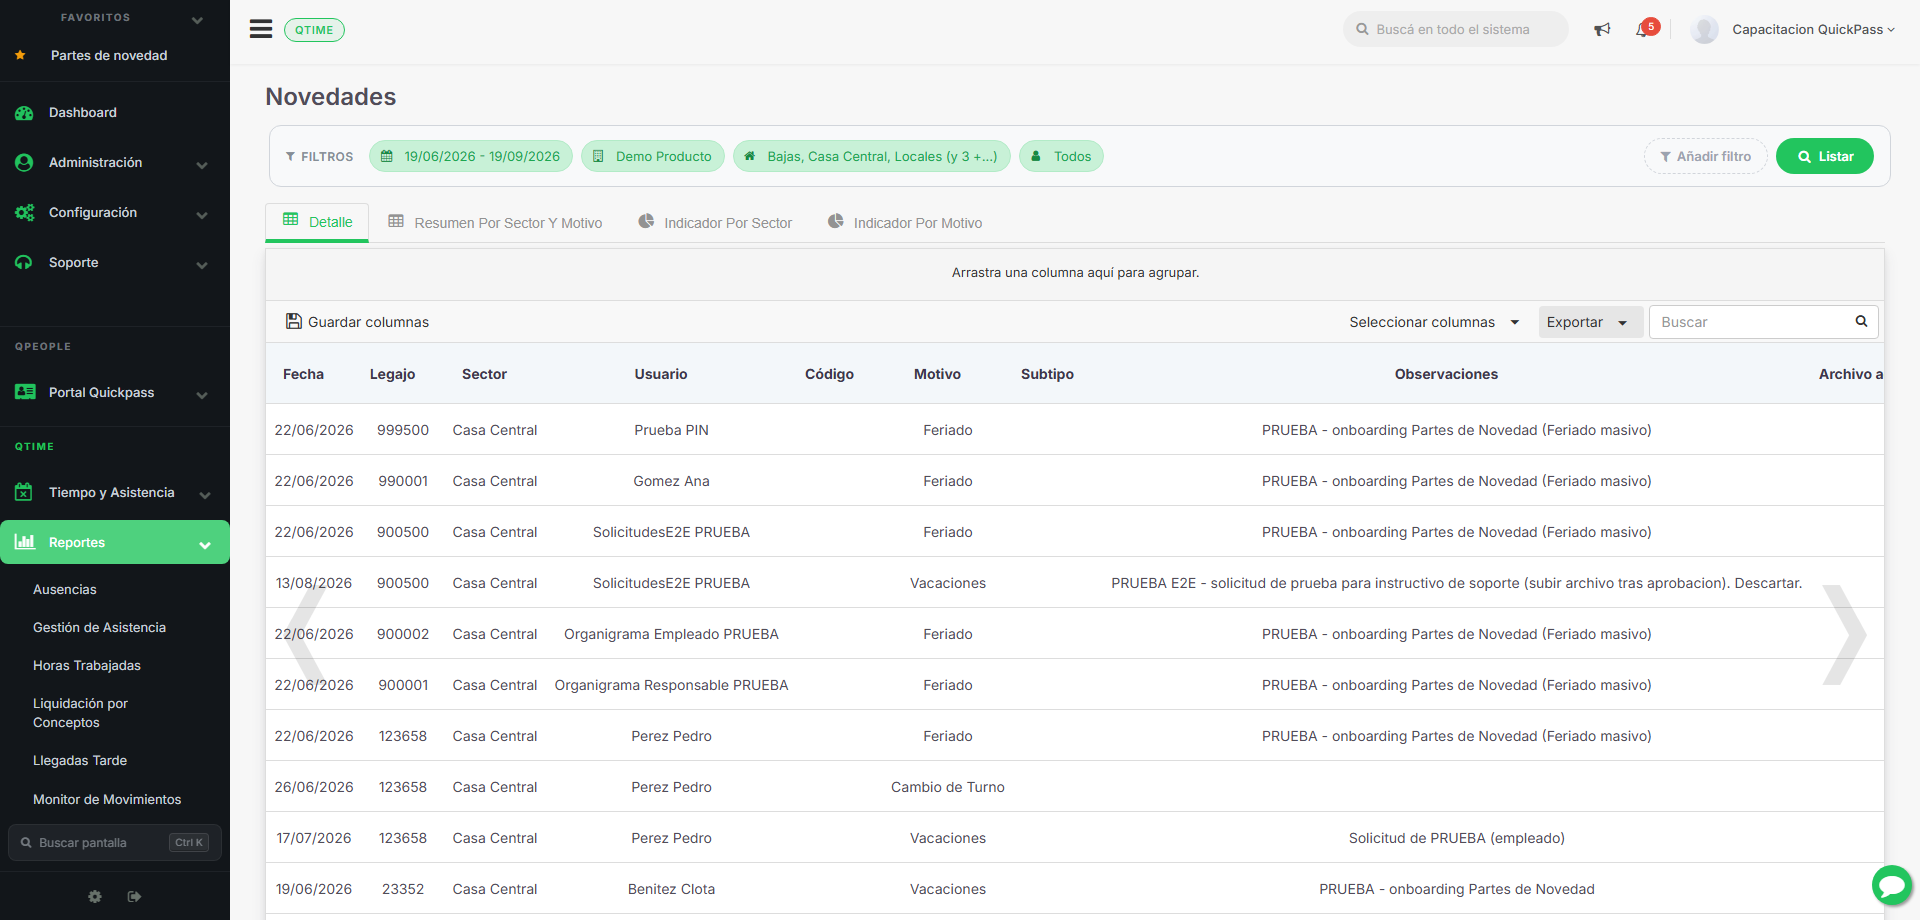 FAVORITOS
Partes de novedad
Dashboard
Administración
Configuración
Soporte
QPEOPLE
Portal Quickpass
QTIME
Tiempo y Asistencia
Reportes
Ausencias
Gestión de Asistencia
Horas Trabajadas
Liquidación por
Conceptos
Llegadas Tarde
Monitor de Movimientos
Buscar pantalla Ctrl K
QTIME
Buscá en todo el sistema
5
Capacitacion QuickPass
Novedades
FILTROS 19/06/2026 - 19/09/2026 Demo Producto Bajas, Casa Central, Locales (y 3 +...) Todos Añadir filtro Listar
Detalle Resumen Por Sector Y Motivo Indicador Por Sector Indicador Por Motivo
Arrastra una columna aquí para agrupar.
Guardar columnas Seleccionar columnas Exportar Buscar
Fecha Legajo Sector Usuario Código Motivo Subtipo Observaciones Archivo a
22/06/2026 999500 Casa Central Prueba PIN Feriado PRUEBA - onboarding Partes de Novedad (Feriado masivo)
22/06/2026 990001 Casa Central Gomez Ana Feriado PRUEBA - onboarding Partes de Novedad (Feriado masivo)
22/06/2026 900500 Casa Central SolicitudesE2E PRUEBA Feriado PRUEBA - onboarding Partes de Novedad (Feriado masivo)
13/08/2026 900500 Casa Central SolicitudesE2E PRUEBA Vacaciones PRUEBA E2E - solicitud de prueba para instructivo de soporte (subir archivo tras aprobacion). Descartar.
22/06/2026 900002 Casa Central Organigrama Empleado PRUEBA Feriado PRUEBA - onboarding Partes de Novedad (Feriado masivo)
22/06/2026 900001 Casa Central Organigrama Responsable PRUEBA Feriado PRUEBA - onboarding Partes de Novedad (Feriado masivo)
22/06/2026 123658 Casa Central Perez Pedro Feriado PRUEBA - onboarding Partes de Novedad (Feriado masivo)
26/06/2026 123658 Casa Central Perez Pedro Cambio de Turno
17/07/2026 123658 Casa Central Perez Pedro Vacaciones Solicitud de PRUEBA (empleado)
19/06/2026 23352 Casa Central Benitez Clota Vacaciones PRUEBA - onboarding Partes de Novedad